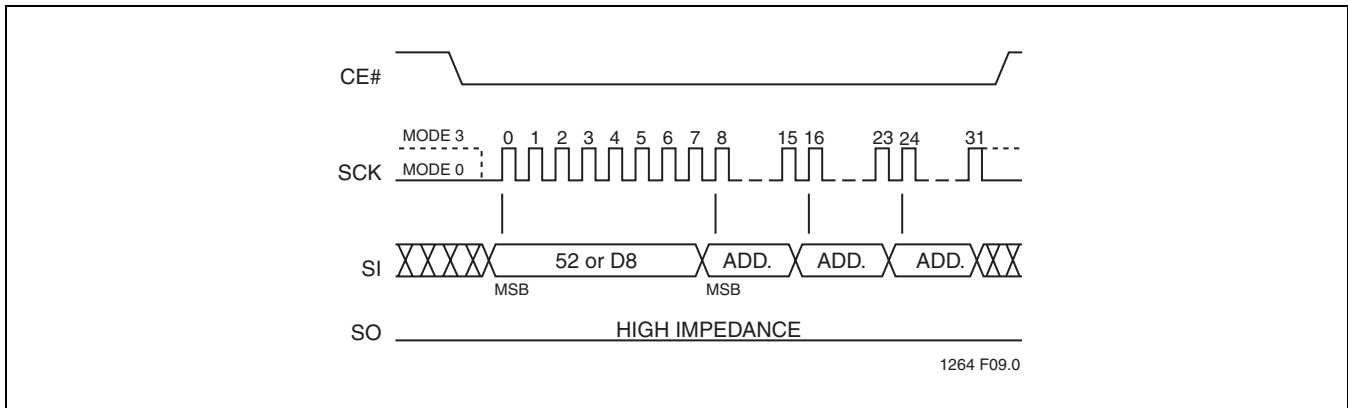 CE#
MODE 3
0 1 2 3 4 5 6 7 8 15 16 23 24 31
SCK
MODE 0
SI
52 or D8 ADD. ADD. ADD.
MSB MSB
SO
HIGH IMPEDANCE
1264 F09.0